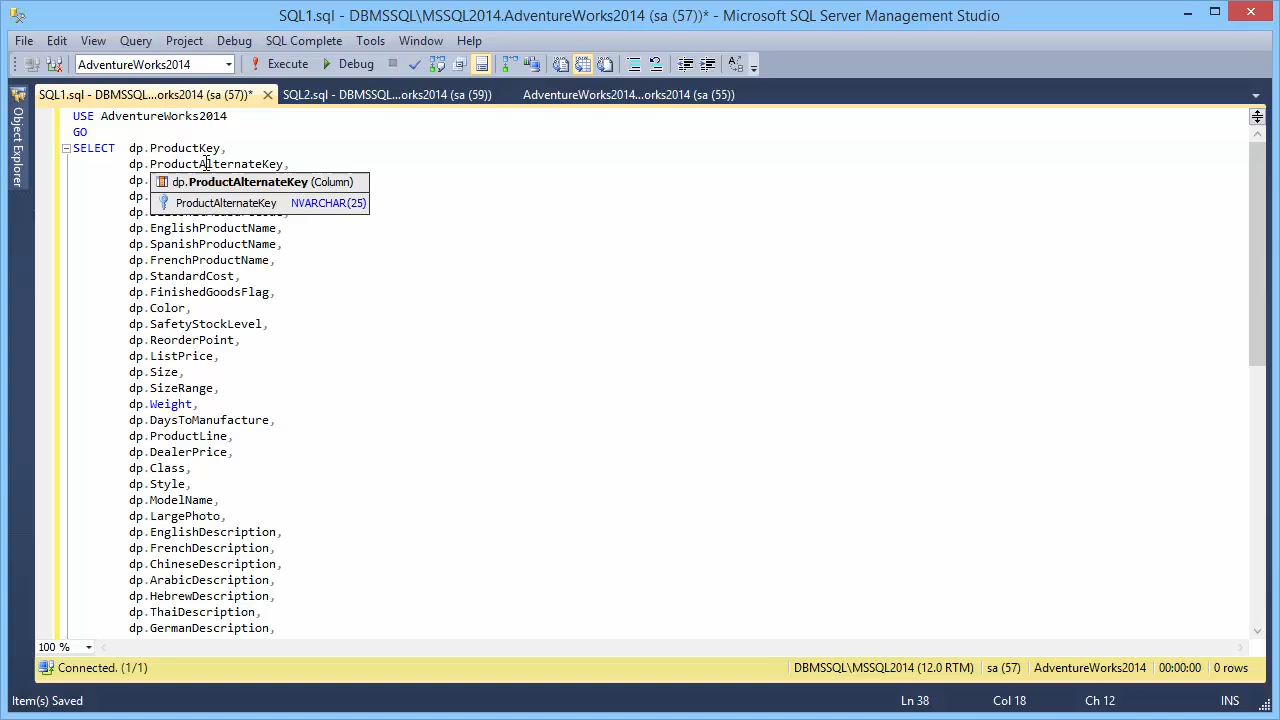 SQL1.sql - DBMSSQL\MSSQL2014.AdventureWorks2014 (sa (57))* - Microsoft SQL Server Management Studio
File Edit View Query Project Debug SQL Complete Tools Window Help
AdventureWorks2014 Execute Debug
SQL1.sql - DBMSSQL...orks2014 (sa (57))* SQL2.sql - DBMSSQL...orks2014 (sa (59)) AdventureWorks2014...orks2014 (sa (55))
Object Explorer
USE AdventureWorks2014
GO
SELECT dp.ProductKey,
dp.ProductAlternateKey,
dp. dp.ProductAlternateKey (Column)
dp.
ProductAlternateKey NVARCHAR(25)
dp.
dp.EnglishProductName,
dp.SpanishProductName,
dp.FrenchProductName,
dp.StandardCost,
dp.FinishedGoodsFlag,
dp.Color,
dp.SafetyStockLevel,
dp.ReorderPoint,
dp.ListPrice,
dp.Size,
dp.SizeRange,
dp.Weight,
dp.DaysToManufacture,
dp.ProductLine,
dp.DealerPrice,
dp.Class,
dp.Style,
dp.ModelName,
dp.LargePhoto,
dp.EnglishDescription,
dp.FrenchDescription,
dp.ChineseDescription,
dp.ArabicDescription,
dp.HebrewDescription,
dp.ThaiDescription,
dp.GermanDescription,
100 %
Connected. (1/1) DBMSSQL\MSSQL2014 (12.0 RTM) sa (57) AdventureWorks2014 00:00:00 0 rows
Item(s) Saved Ln 38 Col 18 Ch 12 INS